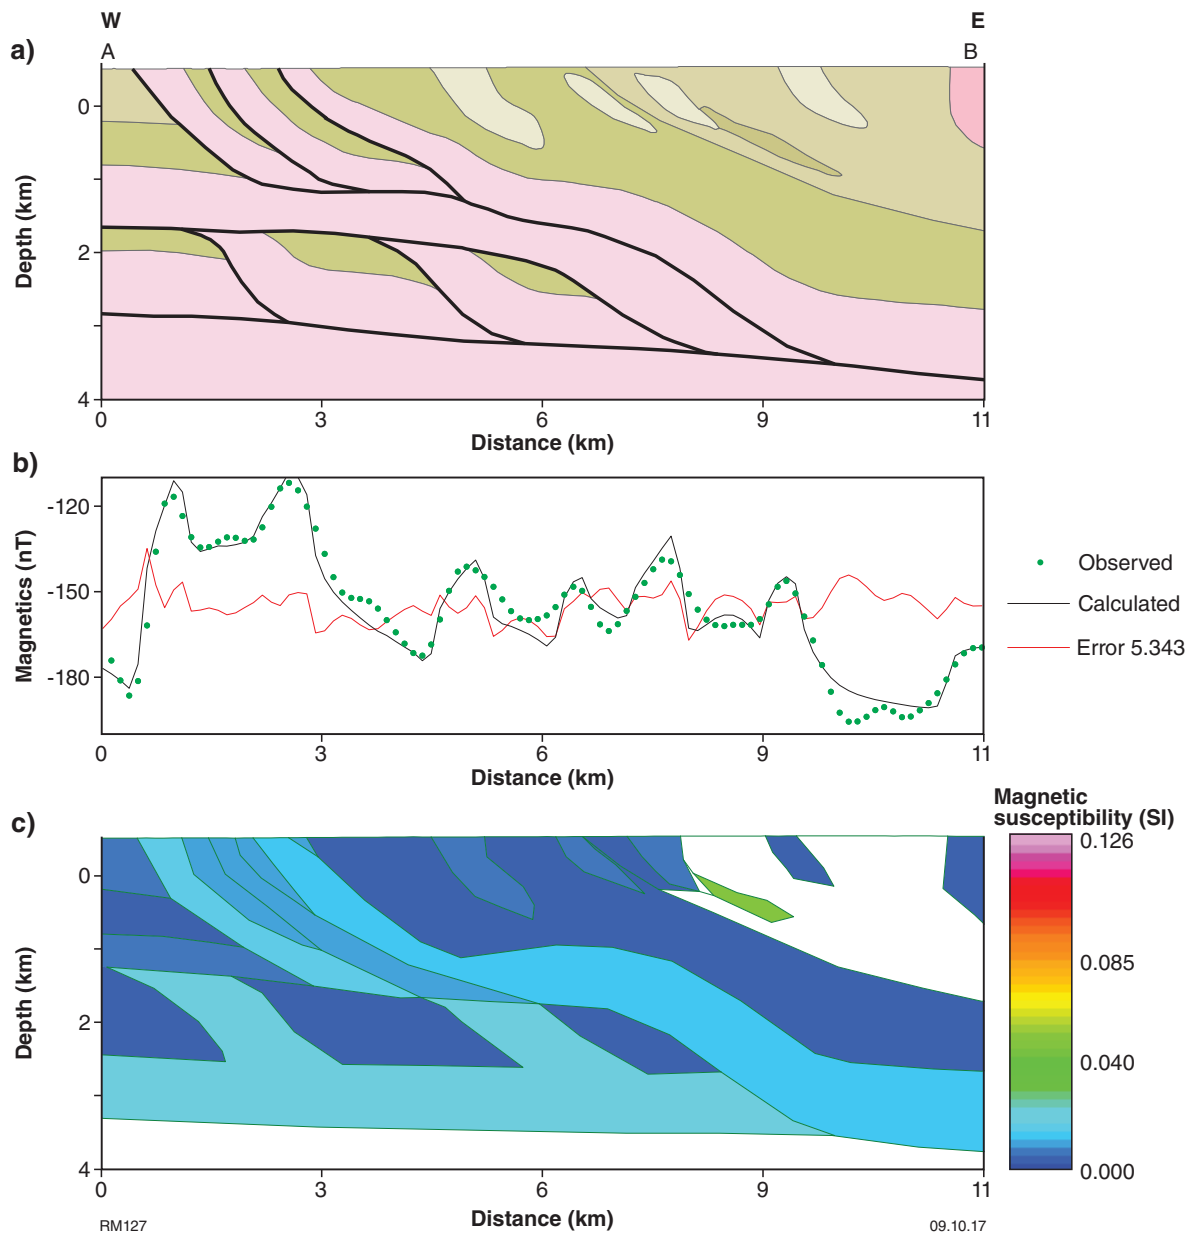 W
E
a)
A
B
0
2
4
Depth (km)
0
3
6
9
11
Distance (km)
b)
-120
-150
-180
Magnetics (nT)
0
3
6
9
11
Distance (km)
Observed
Calculated
Error 5.343
c)
0
2
4
Depth (km)
0
3
6
9
11
Distance (km)
Magnetic
susceptibility (SI)
0.126
0.085
0.040
0.000
RM127
09.10.17